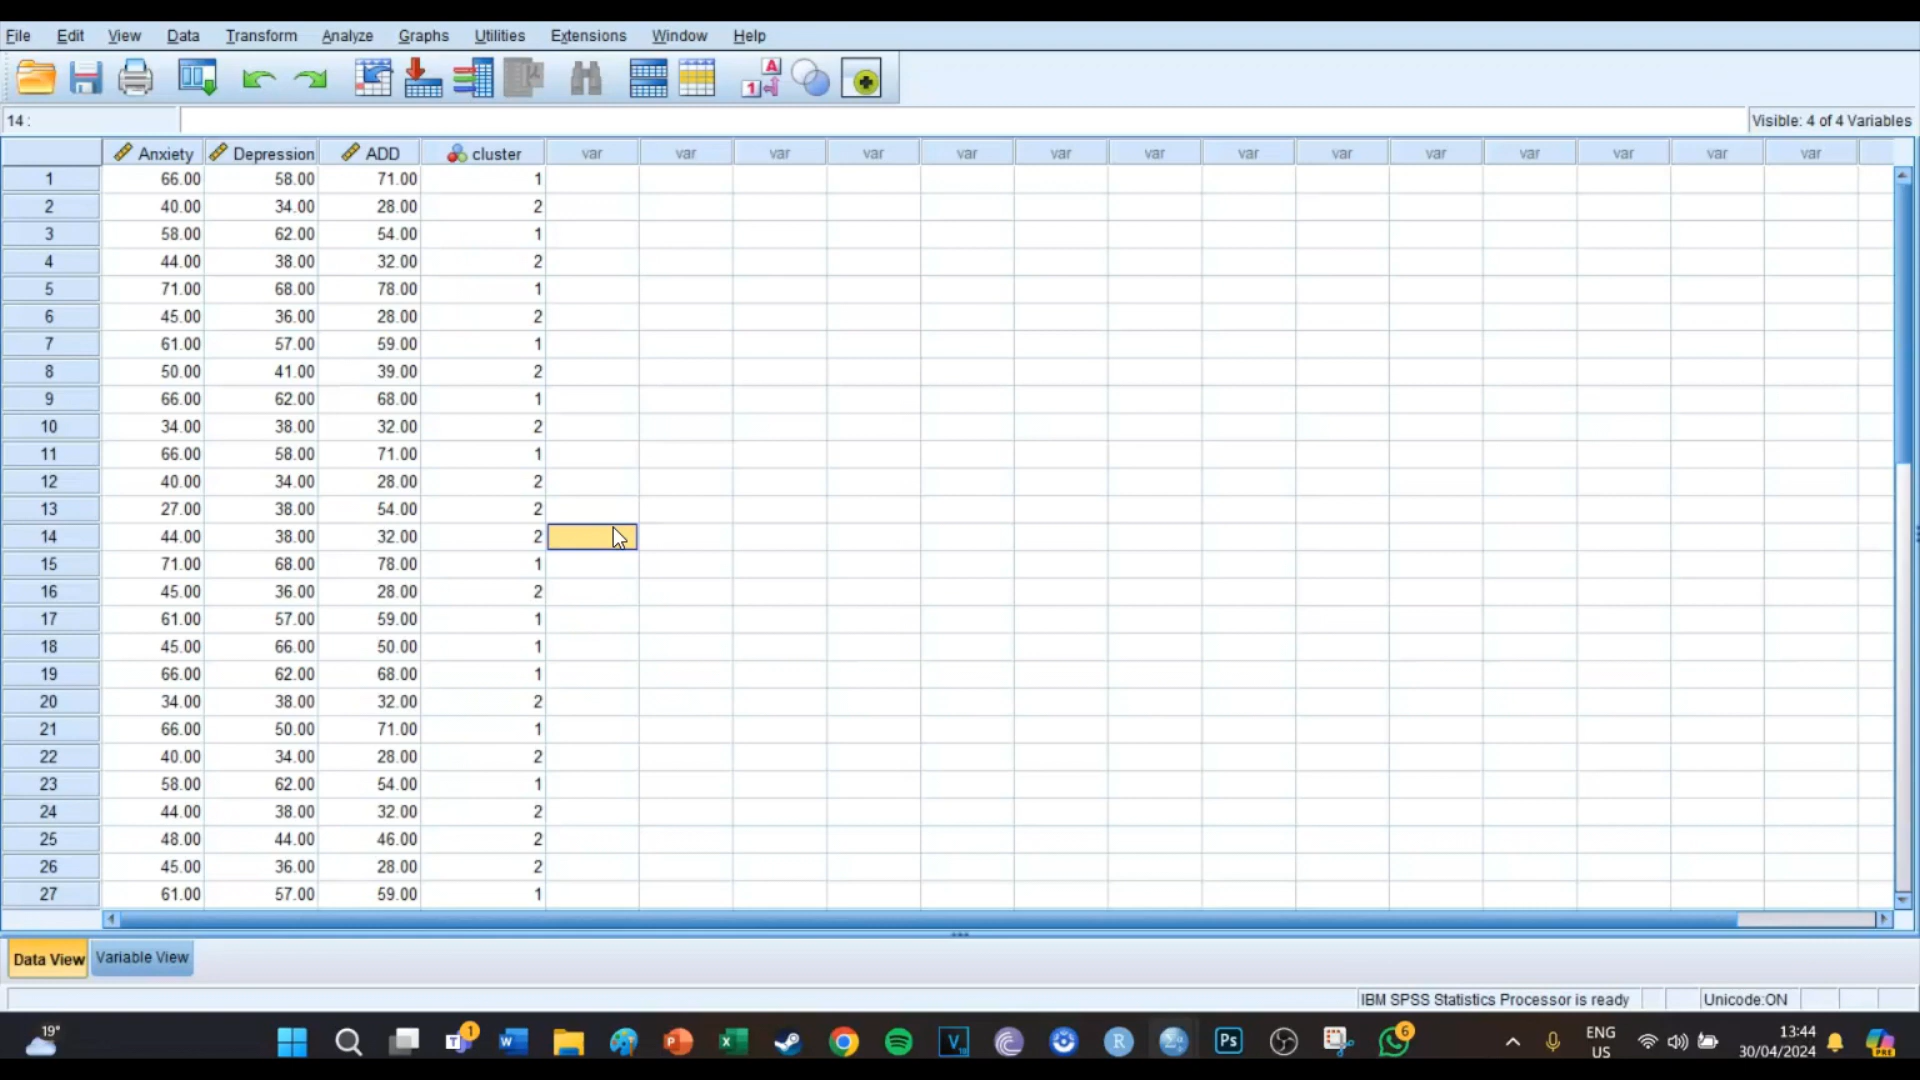 File Edit View Data Transform Analyze Graphs Utilities Extensions Window Help
14 :
Visible: 4 of 4 Variables
Anxiety Depression ADD cluster var var var var var var var var var var var var var var
1 66.00 58.00 71.00 1
2 40.00 34.00 28.00 2
3 58.00 62.00 54.00 1
4 44.00 38.00 32.00 2
5 71.00 68.00 78.00 1
6 45.00 36.00 28.00 2
7 61.00 57.00 59.00 1
8 50.00 41.00 39.00 2
9 66.00 62.00 68.00 1
10 34.00 38.00 32.00 2
11 66.00 58.00 71.00 1
12 40.00 34.00 28.00 2
13 27.00 38.00 54.00 2
14 44.00 38.00 32.00 2
15 71.00 68.00 78.00 1
16 45.00 36.00 28.00 2
17 61.00 57.00 59.00 1
18 45.00 66.00 50.00 1
19 66.00 62.00 68.00 1
20 34.00 38.00 32.00 2
21 66.00 50.00 71.00 1
22 40.00 34.00 28.00 2
23 58.00 62.00 54.00 1
24 44.00 38.00 32.00 2
25 48.00 44.00 46.00 2
26 45.00 36.00 28.00 2
27 61.00 57.00 59.00 1
Data View Variable View
IBM SPSS Statistics Processor is ready Unicode:ON
19°
1
6
ENG
US
13:44
30/04/2024